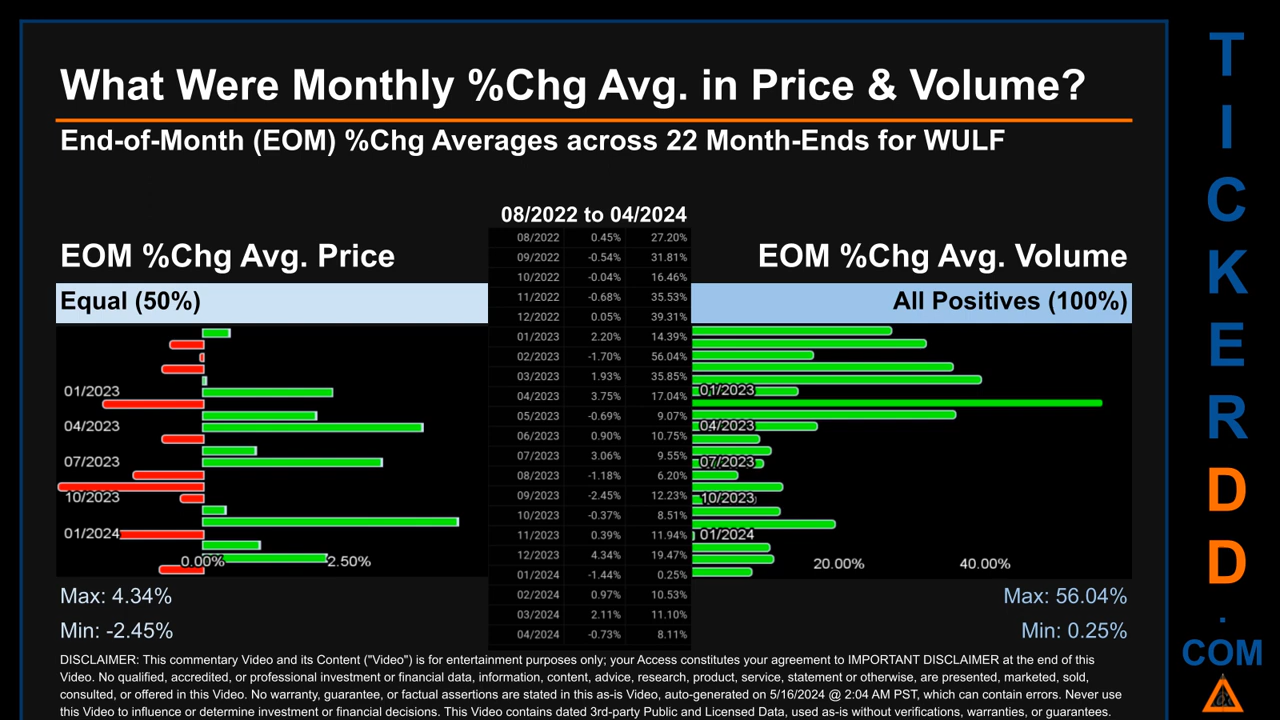 What Were Monthly %Chg Avg. in Price & Volume?
End-of-Month (EOM) %Chg Averages across 22 Month-Ends for WULF
08/2022 to 04/2024
EOM %Chg Avg. Price
EOM %Chg Avg. Volume
Equal (50%)
All Positives (100%)
08/2022 0.45% 27.20%
09/2022 -0.54% 31.81%
10/2022 -0.04% 16.46%
11/2022 -0.68% 35.53%
12/2022 0.05% 39.31%
01/2023 2.20% 14.39%
02/2023 -1.70% 56.04%
03/2023 1.93% 35.85%
04/2023 3.75% 17.04%
05/2023 -0.69% 9.07%
06/2023 0.90% 10.75%
07/2023 3.06% 9.55%
08/2023 -1.18% 6.20%
09/2023 -2.45% 12.23%
10/2023 -0.37% 8.51%
11/2023 0.39% 11.94%
12/2023 4.34% 19.47%
01/2024 -1.44% 0.25%
02/2024 0.97% 10.53%
03/2024 2.11% 11.10%
04/2024 -0.73% 8.11%
01/2023
04/2023
07/2023
10/2023
01/2024
0.00% 2.50%
01/2023
04/2023
07/2023
10/2023
01/2024
20.00% 40.00%
Max: 4.34%
Min: -2.45%
Max: 56.04%
Min: 0.25%
DISCLAIMER: This commentary Video and its Content ("Video") is for entertainment purposes only; your Access constitutes your agreement to IMPORTANT DISCLAIMER at the end of this
Video. No qualified, accredited, or professional investment or financial data, information, content, advice, research, product, service, statement or otherwise, are presented, marketed, sold,
consulted, or offered in this Video. No warranty, guarantee, or factual assertions are stated in this as-is Video, auto-generated on 5/16/2024 @ 2:04 AM PST, which can contain errors. Never use
this Video to influence or determine investment or financial decisions. This Video contains dated 3rd-party Public and Licensed Data, used as-is without verifications, warranties, or guarantees.
T
I
C
K
E
R
D
D
.
COM